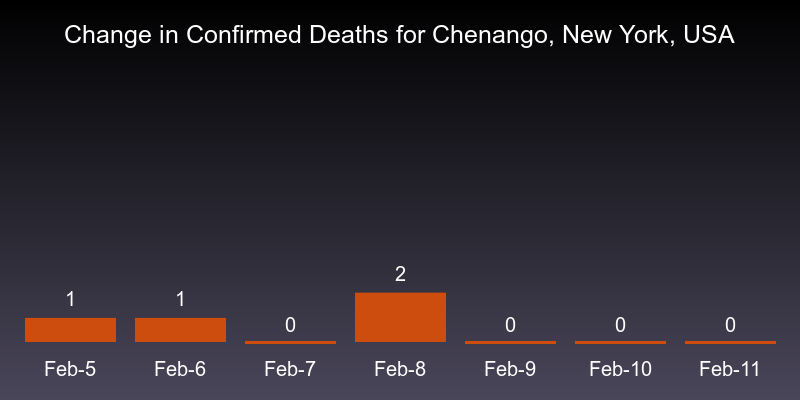 Change in Confirmed Deaths for Chenango, New York, USA
1 1 0 2 0 0 0
Feb-5 Feb-6 Feb-7 Feb-8 Feb-9 Feb-10 Feb-11